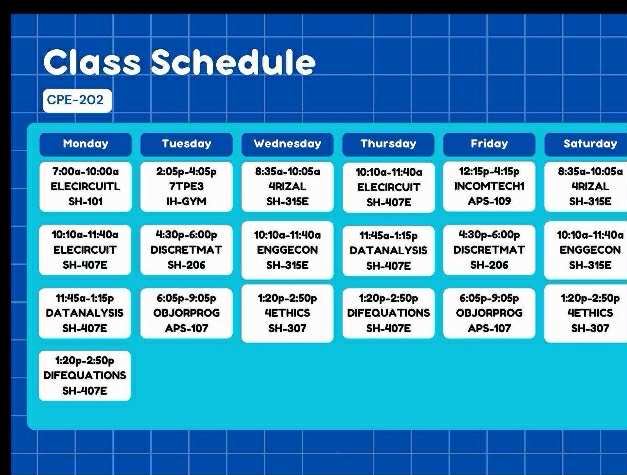 Class Schedule
CPE-202
Monday Tuesday Wednesday Thursday Friday Saturday
7:00a-10:00a 2:05p-4:05p 8:35a-10:05a 10:10a-11:40a 12:15p-4:15p 8:35a-10:05a
ELECIRCUITL 7TPE3 4RIZAL ELECIRCUIT INCOMTECH1 4RIZAL
SH-101 IH-GYM SH-315E SH-407E APS-109 SH-315E
10:10a-11:40a 4:30p-6:00p 10:10a-11:40a 11:45a-1:15p 4:30p-6:00p 10:10a-11:40a
ELECIRCUIT DISCRETMAT ENGGECON DATANALYSIS DISCRETMAT ENGGECON
SH-407E SH-206 SH-315E SH-407E SH-206 SH-315E
11:45a-1:15p 6:05p-9:05p 1:20p-2:50p 1:20p-2:50p 6:05p-9:05p 1:20p-2:50p
DATANALYSIS OBJORPROG 4ETHICS DIFEQUATIONS OBJORPROG 4ETHICS
SH-407E APS-107 SH-307 SH-407E APS-107 SH-307
1:20p-2:50p
DIFEQUATIONS
SH-407E